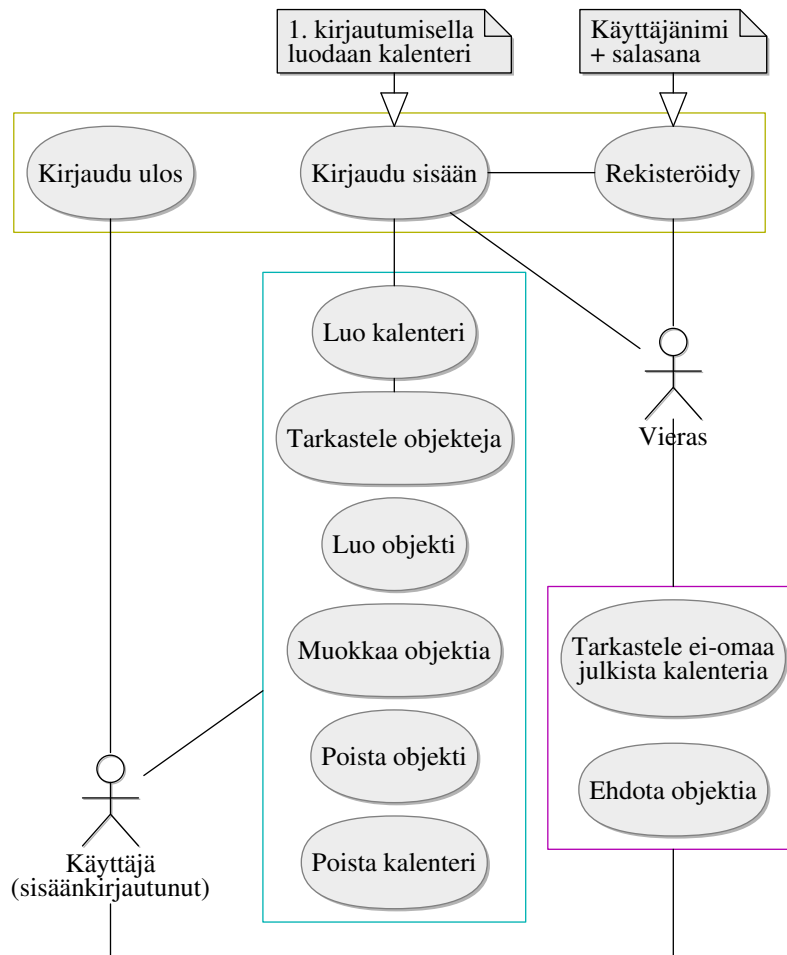 1. kirjautumisella
luodaan kalenteri
Käyttäjänimi
+ salasana
Kirjaudu ulos
Kirjaudu sisään
Rekisteröidy
Luo kalenteri
Tarkastele objekteja
Vieras
Luo objekti
Muokkaa objektia
Tarkastele ei-omaa
julkista kalenteria
Poista objekti
Ehdota objektia
Käyttäjä
(sisäänkirjautunut)
Poista kalenteri